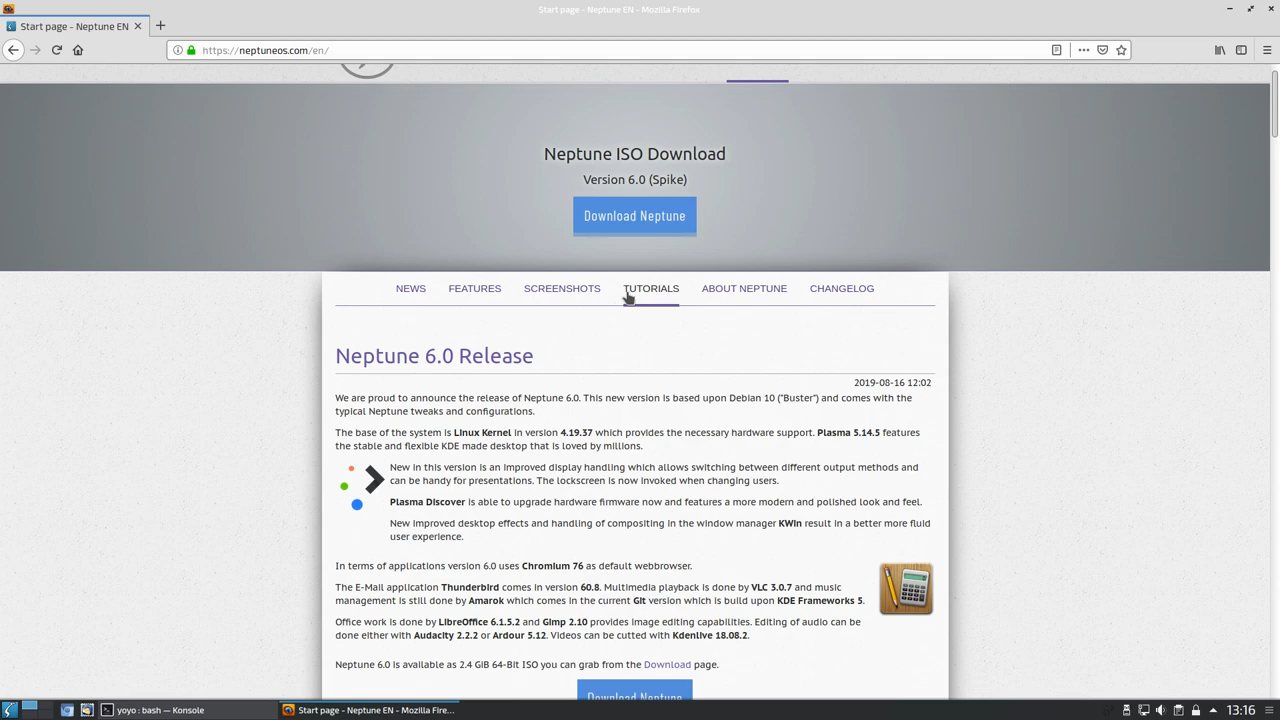 Start page - Neptune EN - Mozilla Firefox
Start page - Neptune EN
https://neptuneos.com/en/
Neptune ISO Download
Version 6.0 (Spike)
Download Neptune
NEWS FEATURES SCREENSHOTS TUTORIALS ABOUT NEPTUNE CHANGELOG
Neptune 6.0 Release
2019-08-16 12:02
We are proud to announce the release of Neptune 6.0. This new version is based upon Debian 10 ("Buster") and comes with the
typical Neptune tweaks and configurations.
The base of the system is Linux Kernel in version 4.19.37 which provides the necessary hardware support. Plasma 5.14.5 features
the stable and flexible KDE made desktop that is loved by millions.
New in this version is an improved display handling which allows switching between different output methods and
can be handy for presentations. The lockscreen is now invoked when changing users.
Plasma Discover is able to upgrade hardware firmware now and features a more modern and polished look and feel.
New improved desktop effects and handling of compositing in the window manager KWin result in a better more fluid
user experience.
In terms of applications version 6.0 uses Chromium 76 as default webbrowser.
The E-Mail application Thunderbird comes in version 60.8. Multimedia playback is done by VLC 3.0.7 and music
management is still done by Amarok which comes in the current Git version which is build upon KDE Frameworks 5.
Office work is done by LibreOffice 6.1.5.2 and Gimp 2.10 provides image editing capabilities. Editing of audio can be
done either with Audacity 2.2.2 or Ardour 5.12. Videos can be cutted with Kdenlive 18.08.2.
Neptune 6.0 is available as 2.4 GiB 64-Bit ISO you can grab from the Download page.
Download Neptune
yoyo : bash — Konsole
Start page - Neptune EN - Mozilla Fire...
13:16